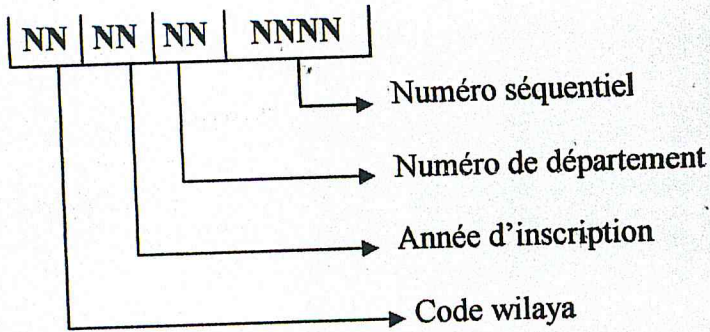 NN NN NN NNNN
Numéro séquentiel
Numéro de département
Année d'inscription
Code wilaya